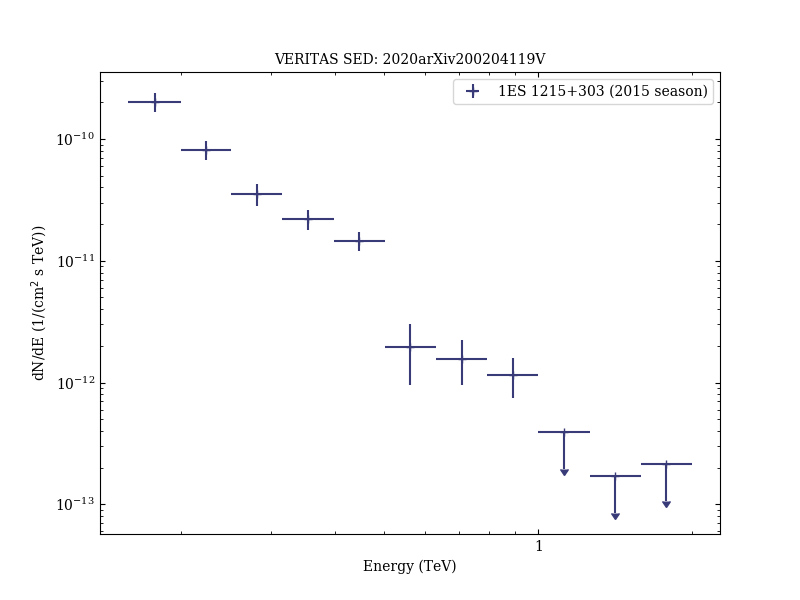 VERITAS SED: 2020arXiv200204119V
1ES 1215+303 (2015 season)
dN/dE (1/(cm² s TeV))
10⁻¹⁰
10⁻¹¹
10⁻¹²
10⁻¹³
1
Energy (TeV)